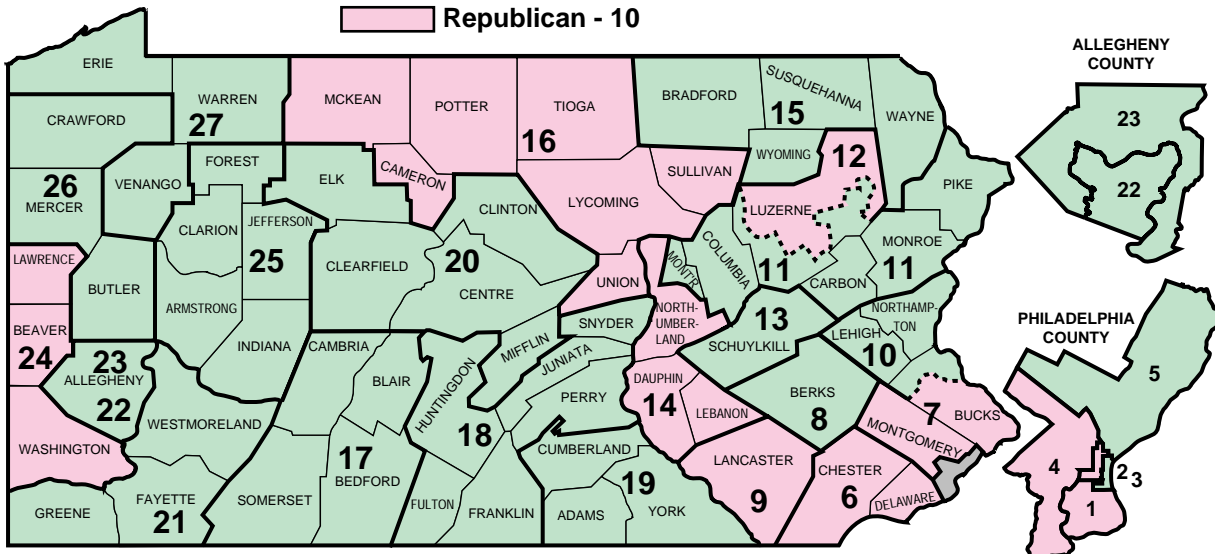 Republican - 10
ALLEGHENY
COUNTY
23
22
PHILADELPHIA
COUNTY
5
4
2
3
1
ERIE
CRAWFORD
WARREN
27
MCKEAN
POTTER
TIOGA
16
BRADFORD
SUSQUEHANNA
15
WAYNE
WYOMING
12
FOREST
VENANGO
26
MERCER
ELK
CAMERON
SULLIVAN
PIKE
CLINTON
LYCOMING
LUZERNE
CLARION
JEFFERSON
25
CLEARFIELD
20
CENTRE
COLUMBIA
MONT'R
11
MONROE
11
CARBON
LAWRENCE
BUTLER
ARMSTRONG
UNION
NORTH-
UMBER-
LAND
NORTHAMP-
TON
LEHIGH
10
BEAVER
24
INDIANA
CAMBRIA
SNYDER
MIFFLIN
JUNIATA
13
SCHUYLKILL
23
ALLEGHENY
22
BLAIR
HUNTINGDON
PERRY
DAUPHIN
14
LEBANON
BERKS
8
7
BUCKS
MONTGOMERY
WESTMORELAND
WASHINGTON
17
BEDFORD
18
CUMBERLAND
LANCASTER
9
CHESTER
6
DELAWARE
GREENE
FAYETTE
21
SOMERSET
FULTON
FRANKLIN
ADAMS
19
YORK